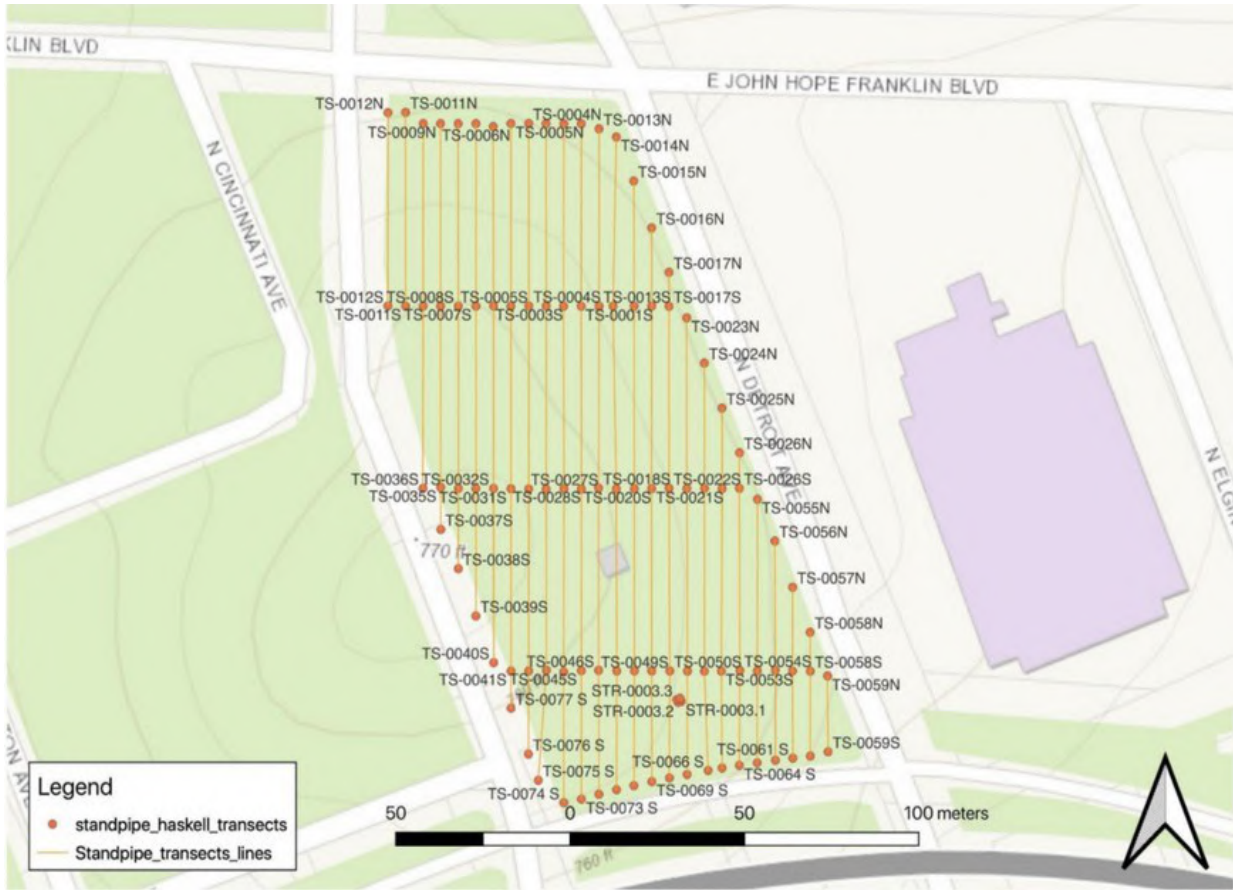 KLIN BLVD
E JOHN HOPE FRANKLIN BLVD
TS-0012N
TS-0011N
TS-0004N
TS-0013N
TS-0009N
TS-0006N
TS-0005N
TS-0014N
TS-0015N
N CINCINNATI AVE
TS-0016N
TS-0017N
TS-0012S
TS-0008S
TS-0005S
TS-0004S
TS-0013S
TS-0017S
TS-0011S
TS-0007S
TS-0003S
TS-0001S
TS-0023N
TS-0024N
N DETROIT AVE
TS-0025N
TS-0026N
N ELGIN
TS-0036S
TS-0032S
TS-0027S
TS-0018S
TS-0022S
TS-0026S
TS-0035S
TS-0031S
TS-0028S
TS-0020S
TS-0021S
TS-0055N
TS-0037S
TS-0056N
770 ft
TS-0038S
TS-0057N
TS-0039S
TS-0058N
TS-0040S
TS-0046S
TS-0049S
TS-0050S
TS-0054S
TS-0058S
TS-0041S
TS-0045S
TS-0053S
TS-0059N
TS-0077 S
STR-0003.3
STR-0003.2
STR-0003.1
TS-0076 S
TS-0061 S
TS-0059S
TS-0075 S
TS-0066 S
TS-0064 S
TS-0074 S
TS-0069 S
TS-0073 S
TON AVE
Legend
standpipe_haskell_transects
Standpipe_transects_lines
50
0
50
100 meters
760 ft